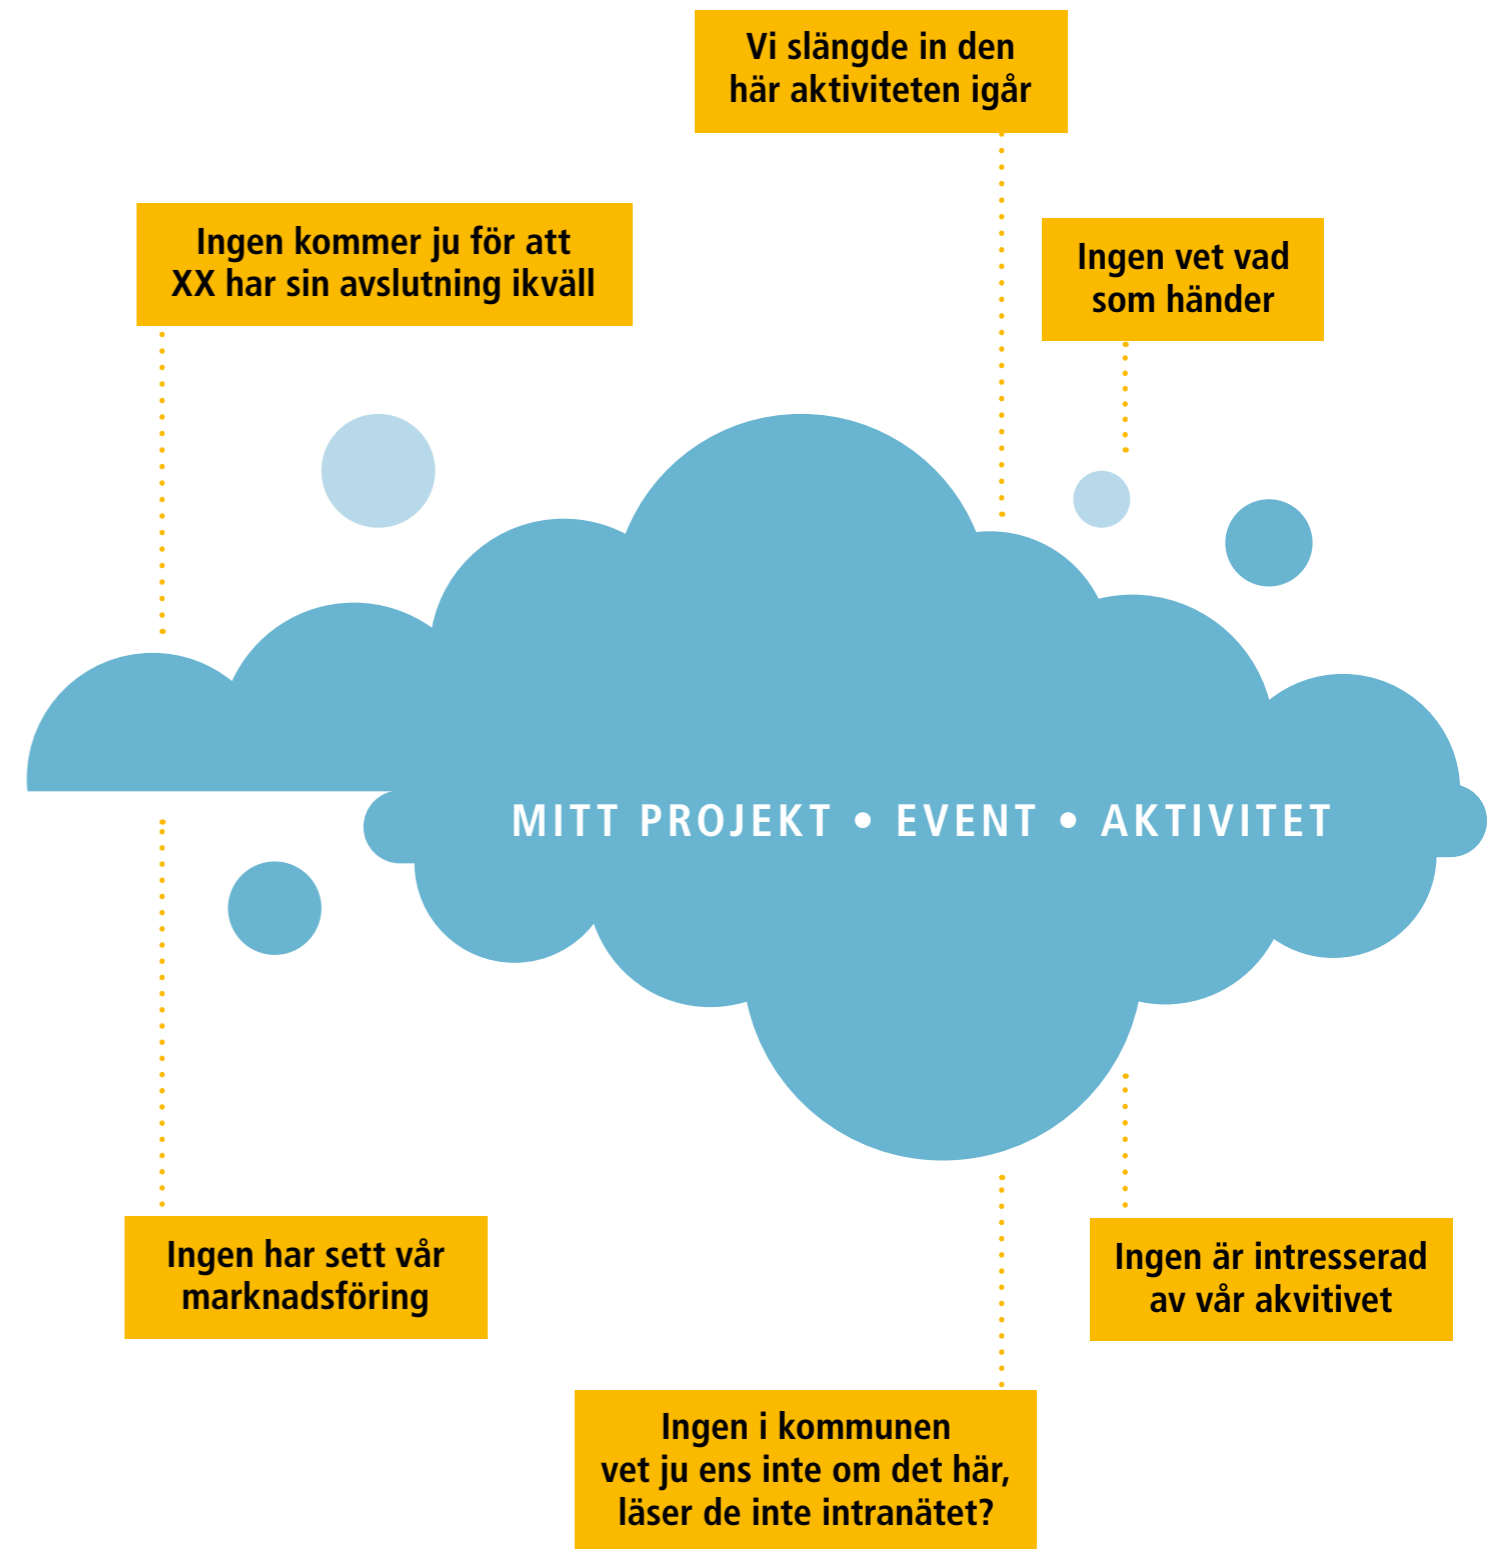 Vi slängde in den
här aktiviteten igår
Ingen kommer ju för att
XX har sin avslutning ikväll
Ingen vet vad
som händer
MITT PROJEKT • EVENT • AKTIVITET
Ingen har sett vår
marknadsföring
Ingen är intresserad
av vår akvitivet
Ingen i kommunen
vet ju ens inte om det här,
läser de inte intranätet?